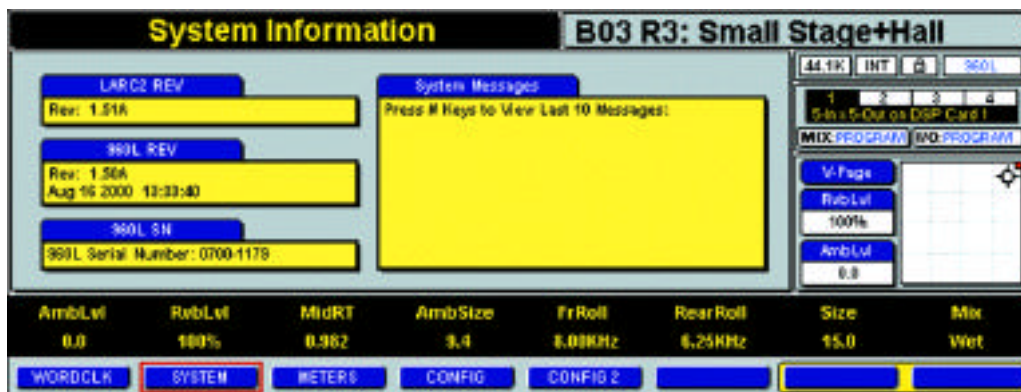 System Information
B03 R3: Small Stage+Hall
LARC2 REV
Rev: 1.51A
960L REV
Rev: 1.50A
Aug 16 2000 13:33:40
960L SN
960L Serial Number: 0700-1179
System Messages
Press # Keys to View Last 10 Messages:
44.1K INT 960L
1 2 3 4
5-In x 5-Out on DSP Card 1
MIX:PROGRAM I/O:PROGRAM
V-Page
RvbLvl
100%
AmbLvl
0.0
AmbLvl RvbLvl MidRT AmbSize FrRoll RearRoll Size Mix
0.0 100% 0.982 9.4 8.00KHz 6.25KHz 15.0 Wet
WORDCLK SYSTEM METERS CONFIG CONFIG 2